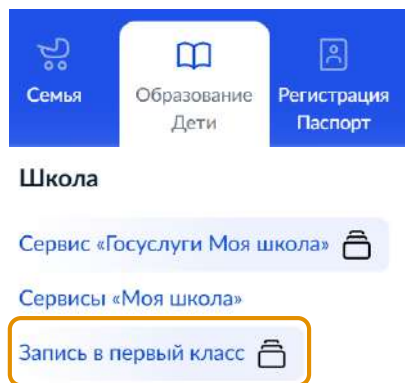 Семья
Образование
Дети
Регистрация
Паспорт
Школа
Сервис «Госуслуги Моя школа»
Сервисы «Моя школа»
Запись в первый класс